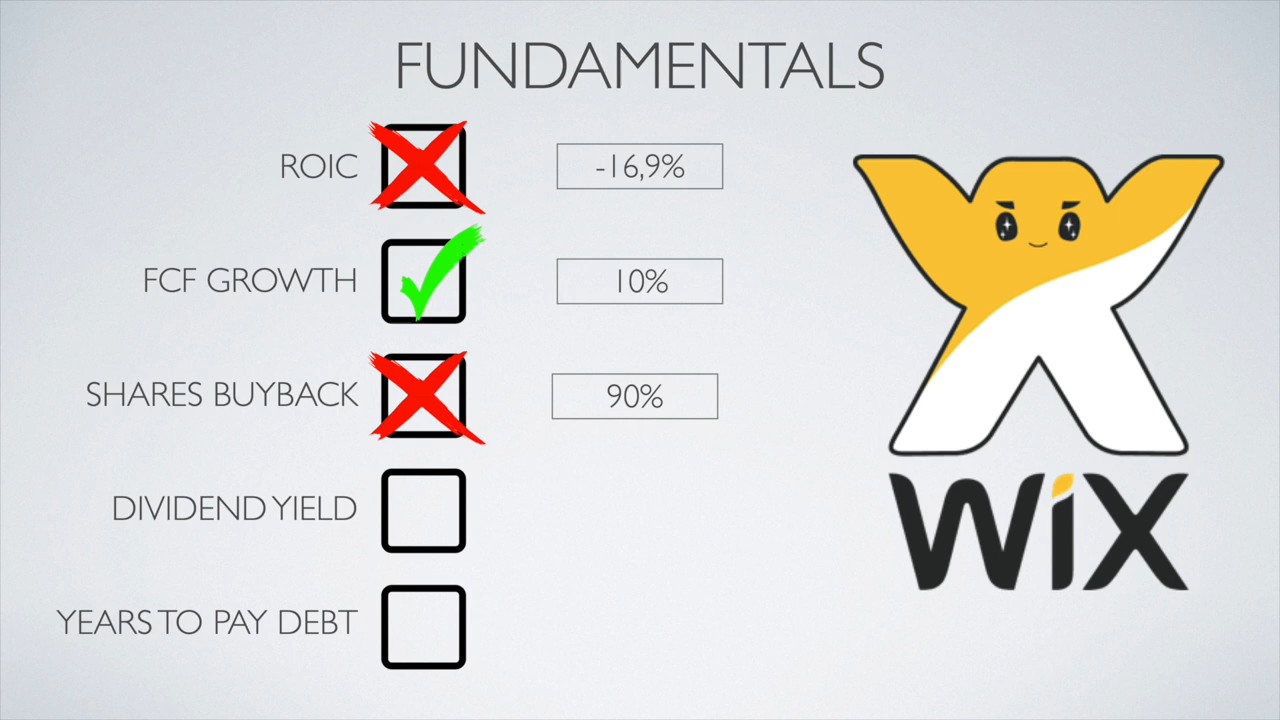 FUNDAMENTALS
ROIC -16,9%
FCF GROWTH 10%
SHARES BUYBACK 90%
DIVIDEND YIELD
YEARS TO PAY DEBT
WiX